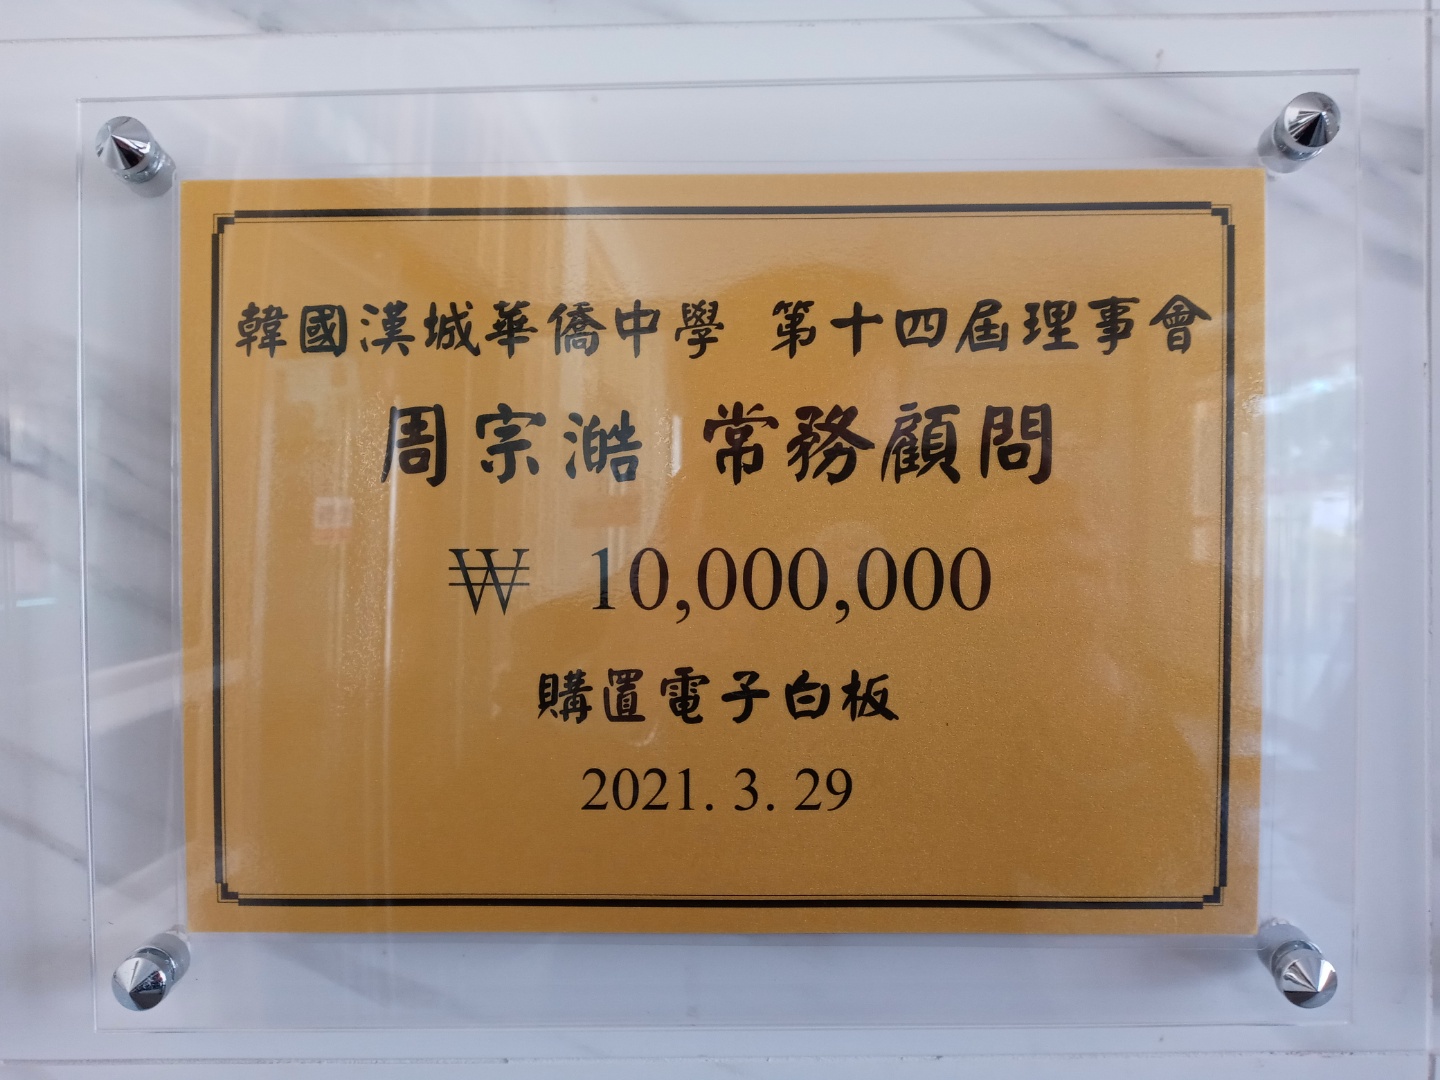 韓國漢城華僑中學 第十四屆理事會
周宗澔 常務顧問
₩ 10,000,000
購置電子白板
2021. 3. 29